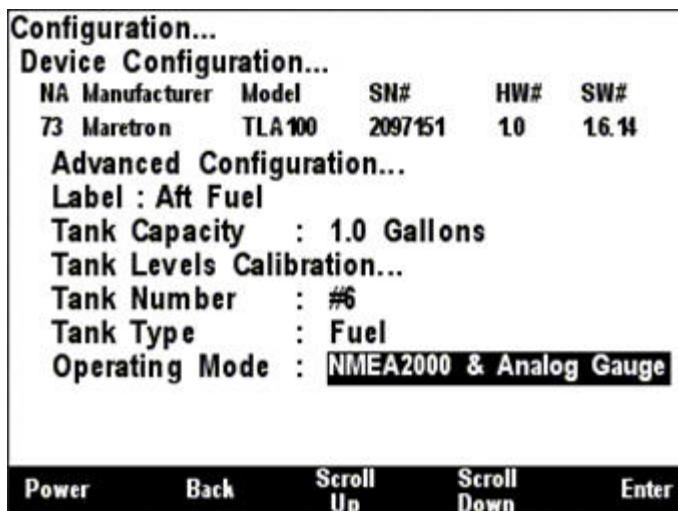 Configuration...
Device Configuration...
NA Manufacturer Model SN# HW# SW#
73 Maretron TLA100 2097151 1.0 1.6.14
Advanced Configuration...
Label : Aft Fuel
Tank Capacity : 1.0 Gallons
Tank Levels Calibration...
Tank Number : #6
Tank Type : Fuel
Operating Mode : NMEA2000 & Analog Gauge
Power Back Scroll Up Scroll Down Enter